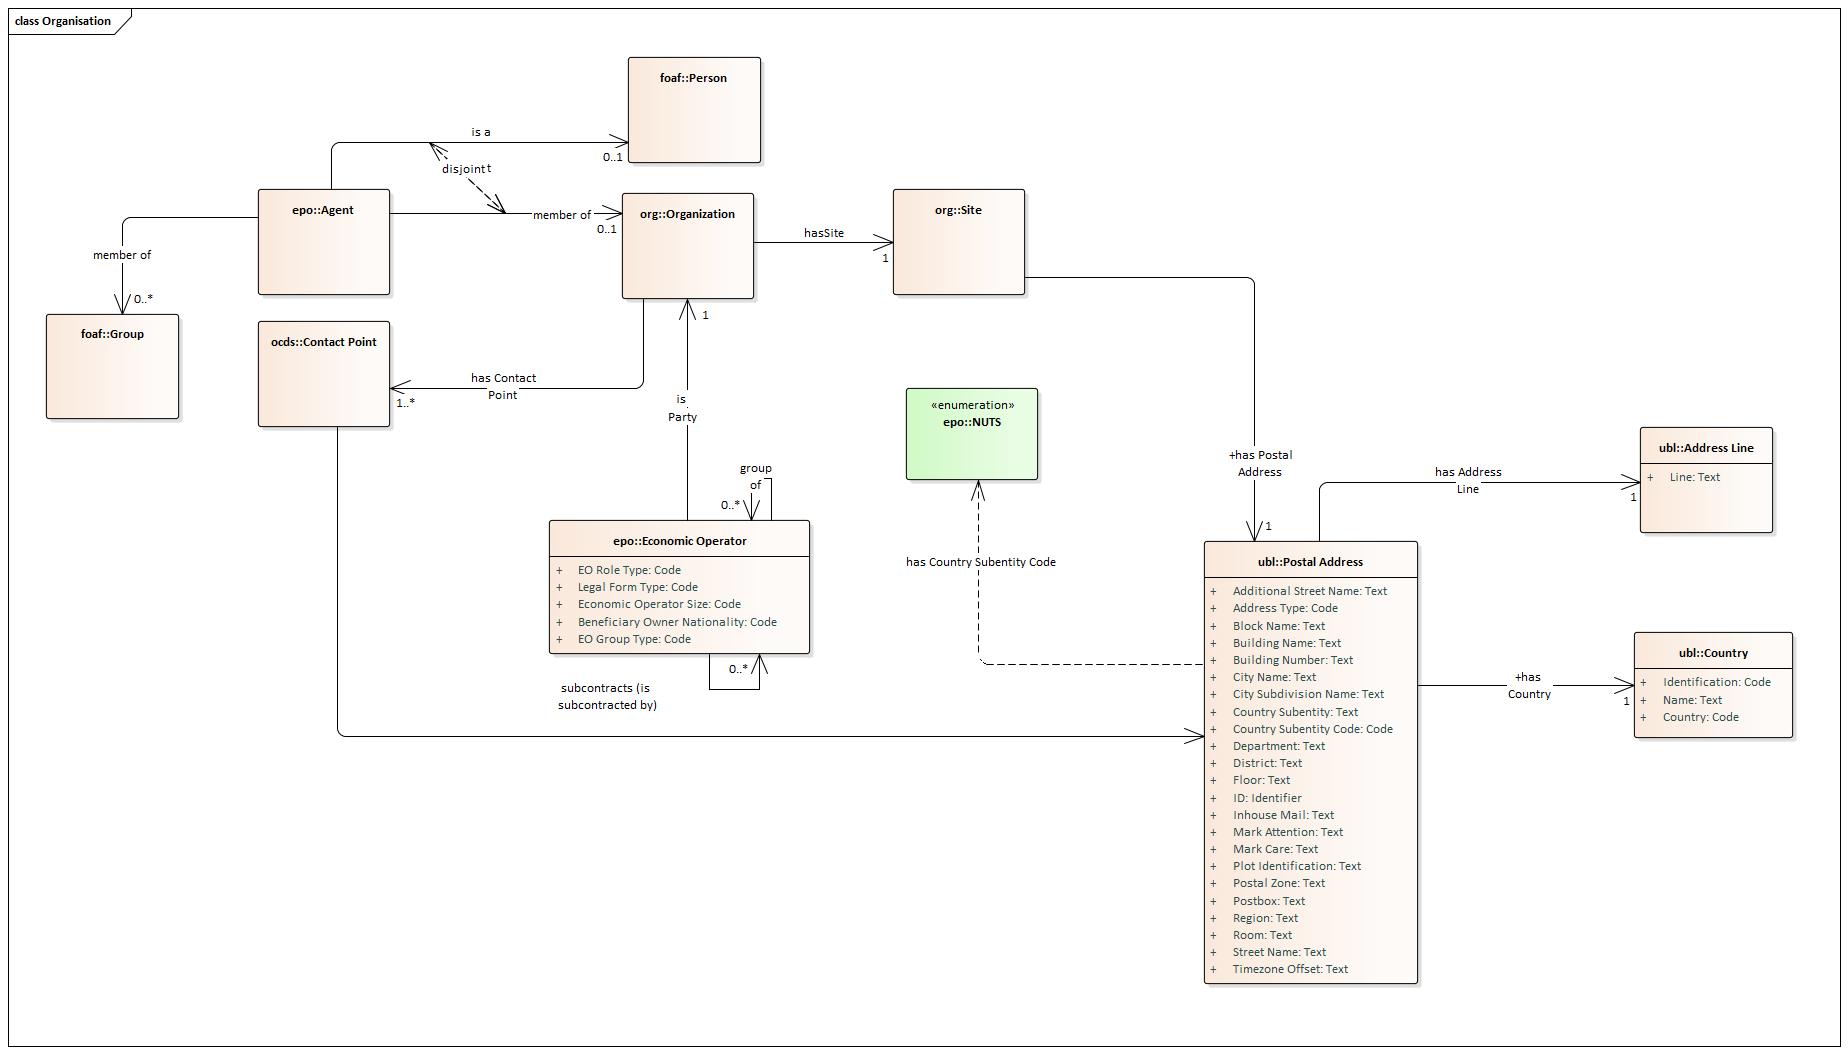 class Organisation
foaf::Person
is a
0..1
disjoint
t
epo::Agent
member of
0..1
org::Organization
hasSite
1
org::Site
member of
0..*
foaf::Group
ocds::Contact Point
has Contact
Point
1..*
1
is
Party
«enumeration»
epo::NUTS
has Country Subentity Code
+has Postal
Address
1
has Address
Line
1
ubl::Address Line
+ Line: Text
group
of
0..*
epo::Economic Operator
+ EO Role Type: Code
+ Legal Form Type: Code
+ Economic Operator Size: Code
+ Beneficiary Owner Nationality: Code
+ EO Group Type: Code
0..*
subcontracts (is
subcontracted by)
ubl::Postal Address
+ Additional Street Name: Text
+ Address Type: Code
+ Block Name: Text
+ Building Name: Text
+ Building Number: Text
+ City Name: Text
+ City Subdivision Name: Text
+ Country Subentity: Text
+ Country Subentity Code: Code
+ Department: Text
+ District: Text
+ Floor: Text
+ ID: Identifier
+ Inhouse Mail: Text
+ Mark Attention: Text
+ Mark Care: Text
+ Plot Identification: Text
+ Postal Zone: Text
+ Postbox: Text
+ Region: Text
+ Room: Text
+ Street Name: Text
+ Timezone Offset: Text
+has
Country
1
ubl::Country
+ Identification: Code
+ Name: Text
+ Country: Code